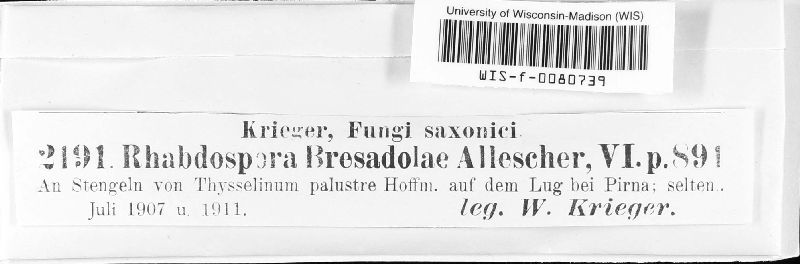 University of Wisconsin-Madison (WIS)
WIS-f-0080739
Krieger, Fungi saxonici.
2191. Rhabdospora Bresadolae Allescher, VI. p. 891
An Stengeln von Thysselinum palustre Hoffm. auf dem Lug bei Pirna; selten.
Juli 1907 u. 1911.
leg. W. Krieger.